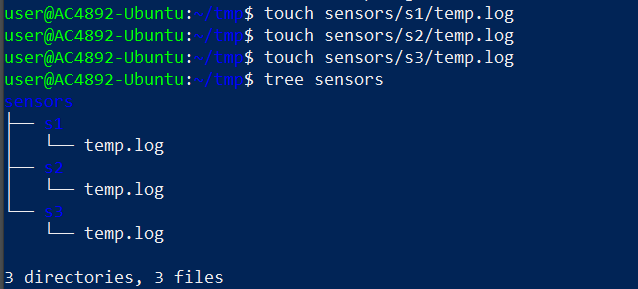 user@AC4892-Ubuntu:~/tmp$ touch sensors/s1/temp.log
user@AC4892-Ubuntu:~/tmp$ touch sensors/s2/temp.log
user@AC4892-Ubuntu:~/tmp$ touch sensors/s3/temp.log
user@AC4892-Ubuntu:~/tmp$ tree sensors
sensors
├── s1
│   └── temp.log
├── s2
│   └── temp.log
└── s3
    └── temp.log

3 directories, 3 files